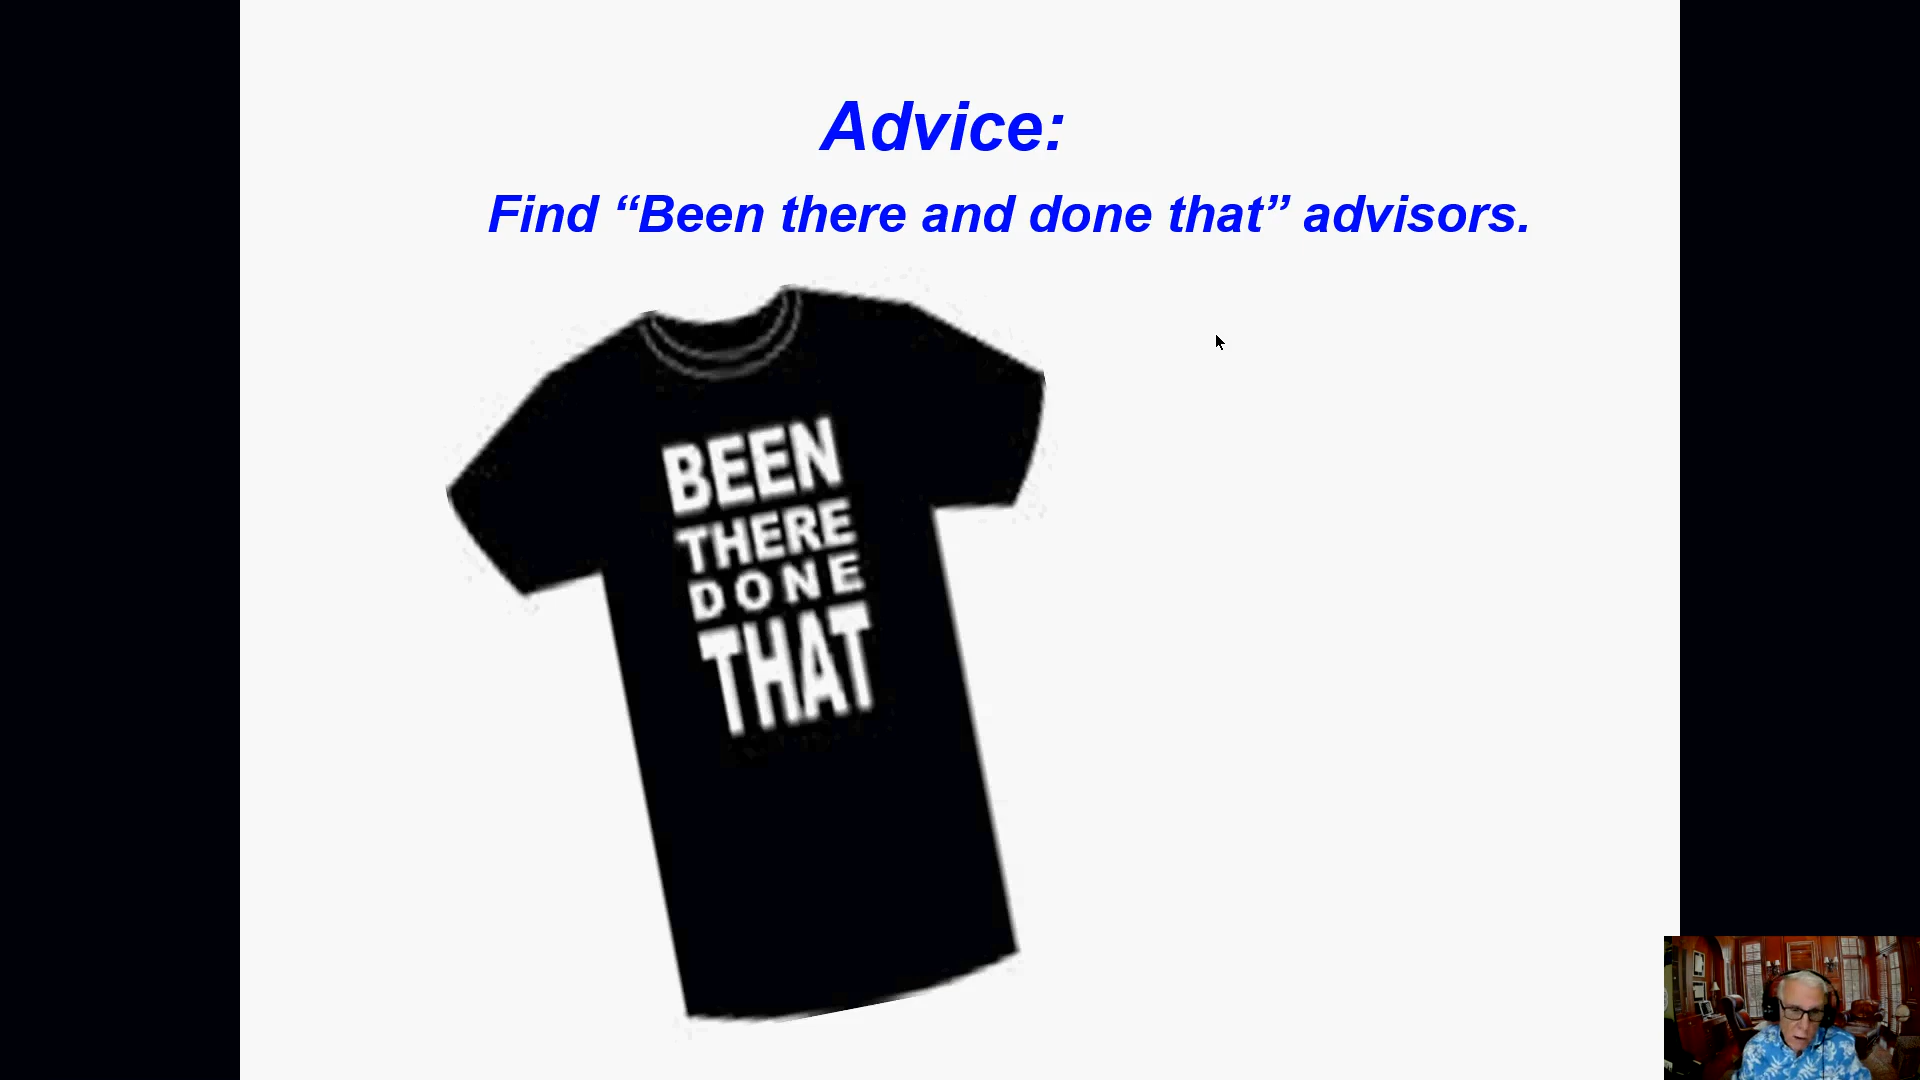 Advice:
Find “Been there and done that” advisors.
BEEN
THERE
DONE
THAT